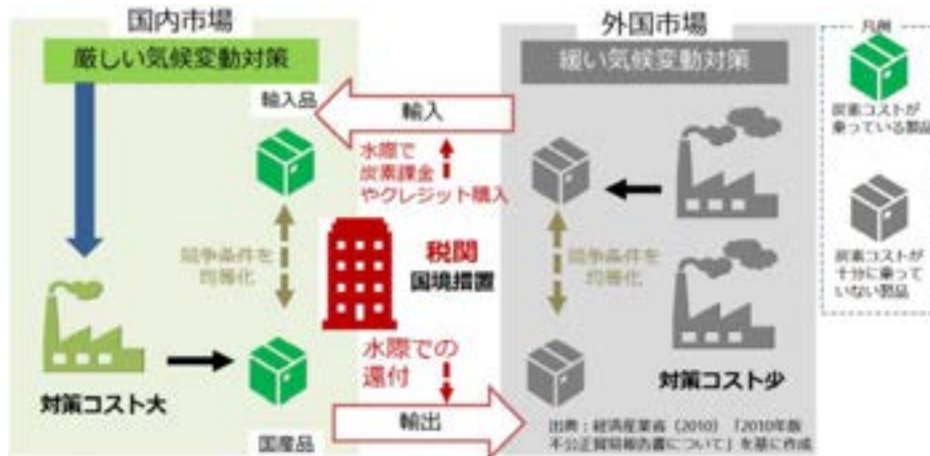 国内市場
厳しい気候変動対策
輸入品
輸入
水際で
炭素課金
やクレジット購入
競争条件を
均等化
税関
国境措置
対策コスト大
水際での
還付
輸出
国産品
外国市場
緩い気候変動対策
競争条件を
均等化
対策コスト少
出典：経済産業省（2010）「2010年版
不公正貿易報告書について」を基に作成
凡例
炭素コストが
乗っている製品
炭素コストが
十分に乗って
いない製品